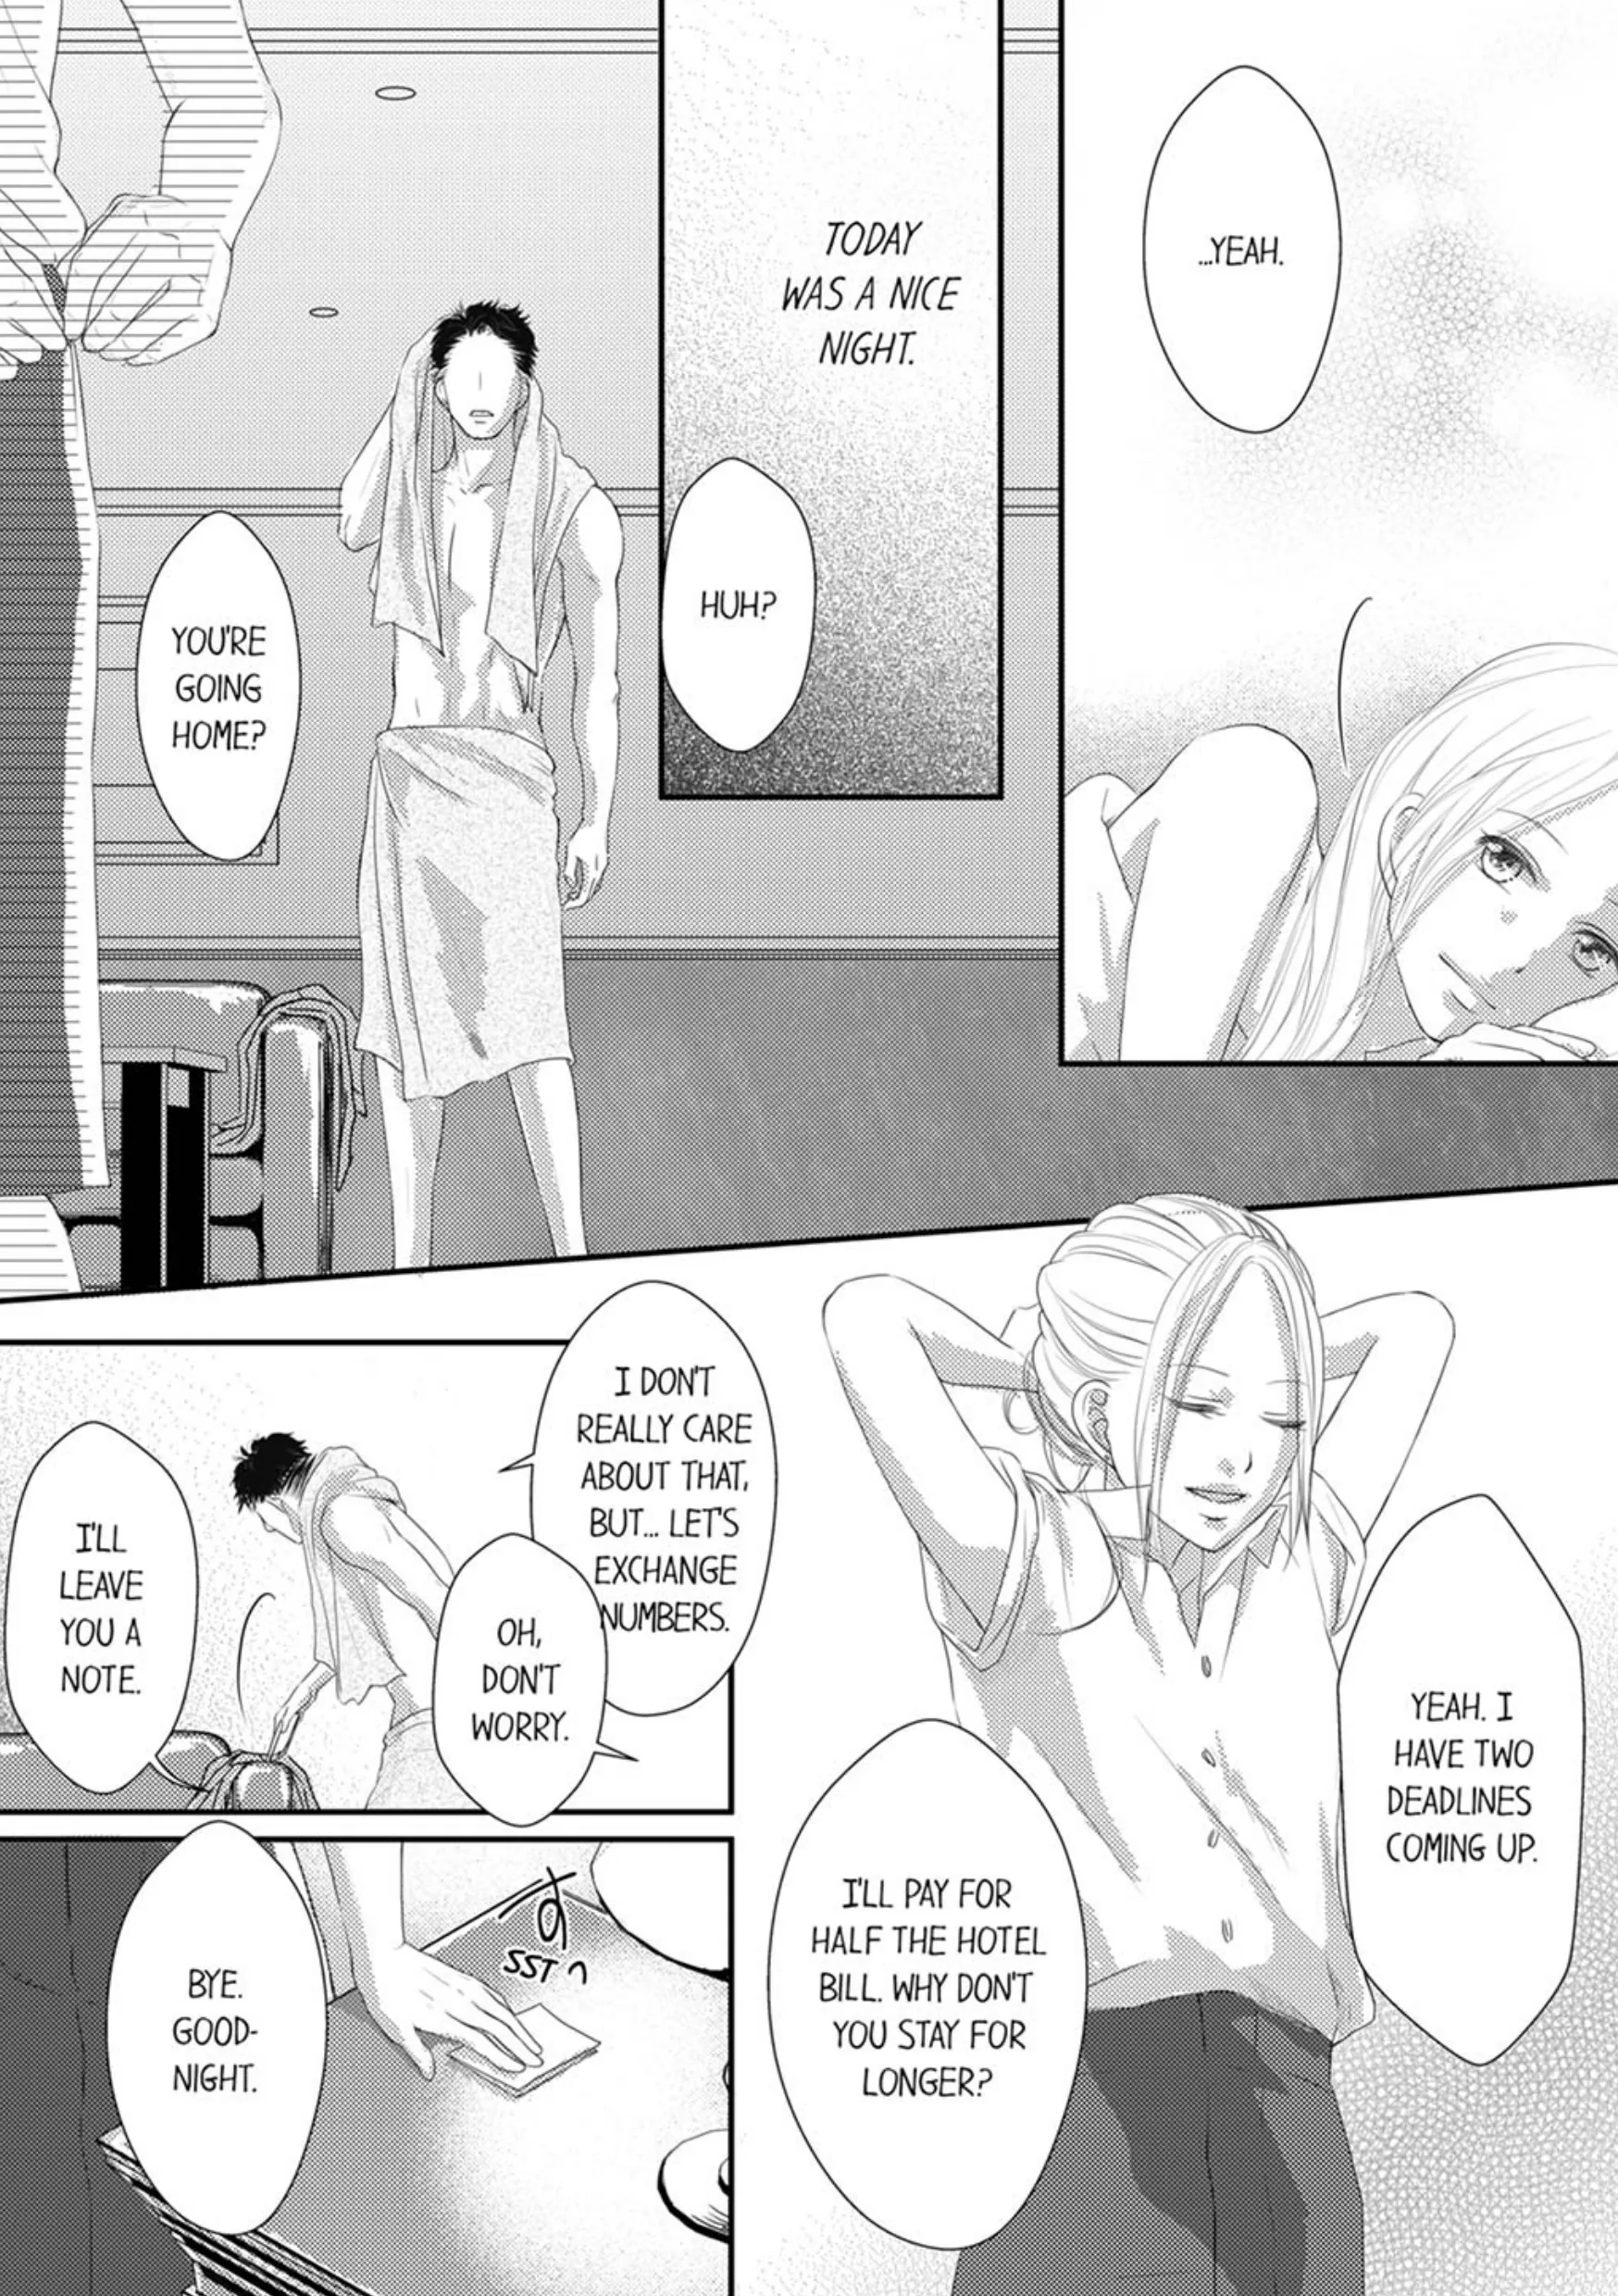 ...YEAH.
TODAY
WAS A NICE
NIGHT.
HUH?
YOU'RE
GOING
HOME?
YEAH. I
HAVE TWO
DEADLINES
COMING UP.
I'LL PAY FOR
HALF THE HOTEL
BILL. WHY DON'T
YOU STAY FOR
LONGER?
I DON'T
REALLY CARE
ABOUT THAT,
BUT... LET'S
EXCHANGE
NUMBERS.
OH,
DON'T
WORRY.
I'LL
LEAVE
YOU A
NOTE.
す
SST
BYE.
GOOD-
NIGHT.